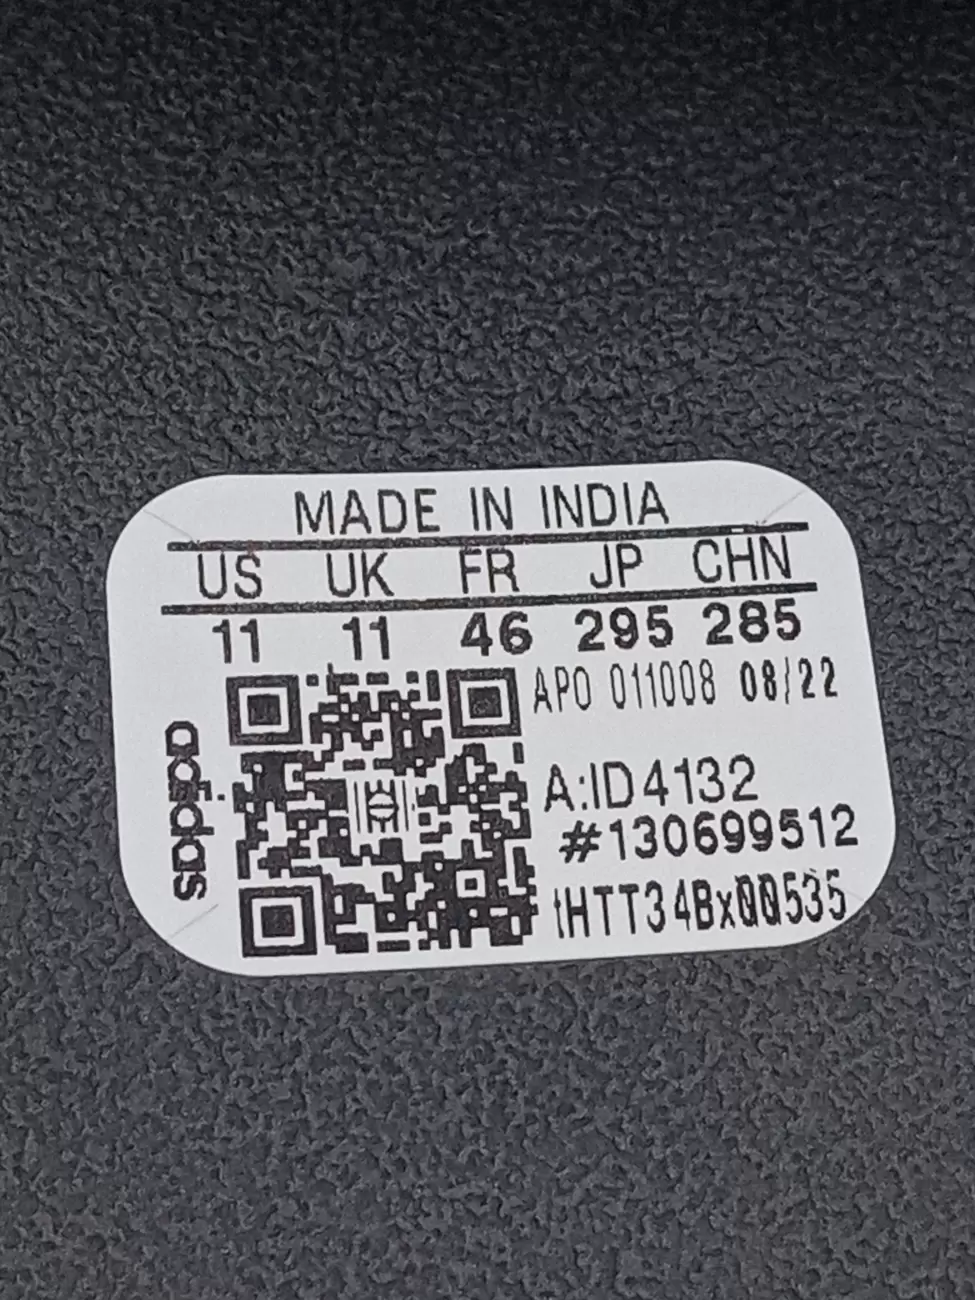 MADE IN INDIA
US UK FR JP CHN
11 11 46 295 285
APO 011008 08/22
adidas
A:ID4132
#130699512
tHTT34Bx00535